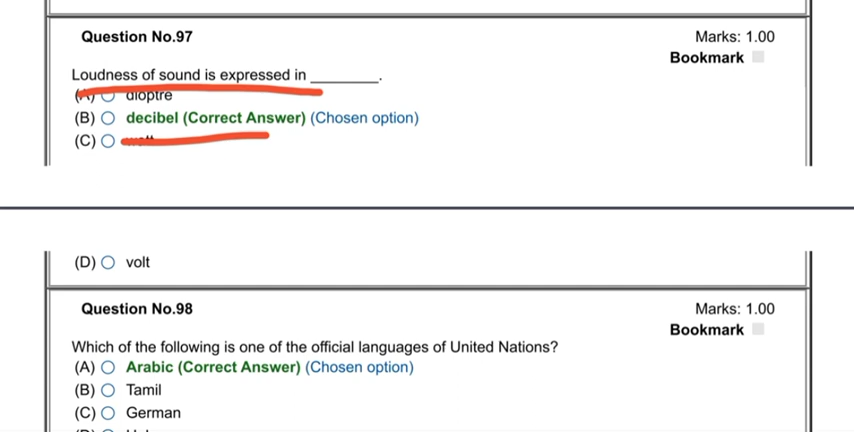 Question No.97
Marks: 1.00
Bookmark
Loudness of sound is expressed in ________.
(A) dioptre
(B) decibel (Correct Answer) (Chosen option)
(C)
(D) volt
Question No.98
Marks: 1.00
Bookmark
Which of the following is one of the official languages of United Nations?
(A) Arabic (Correct Answer) (Chosen option)
(B) Tamil
(C) German